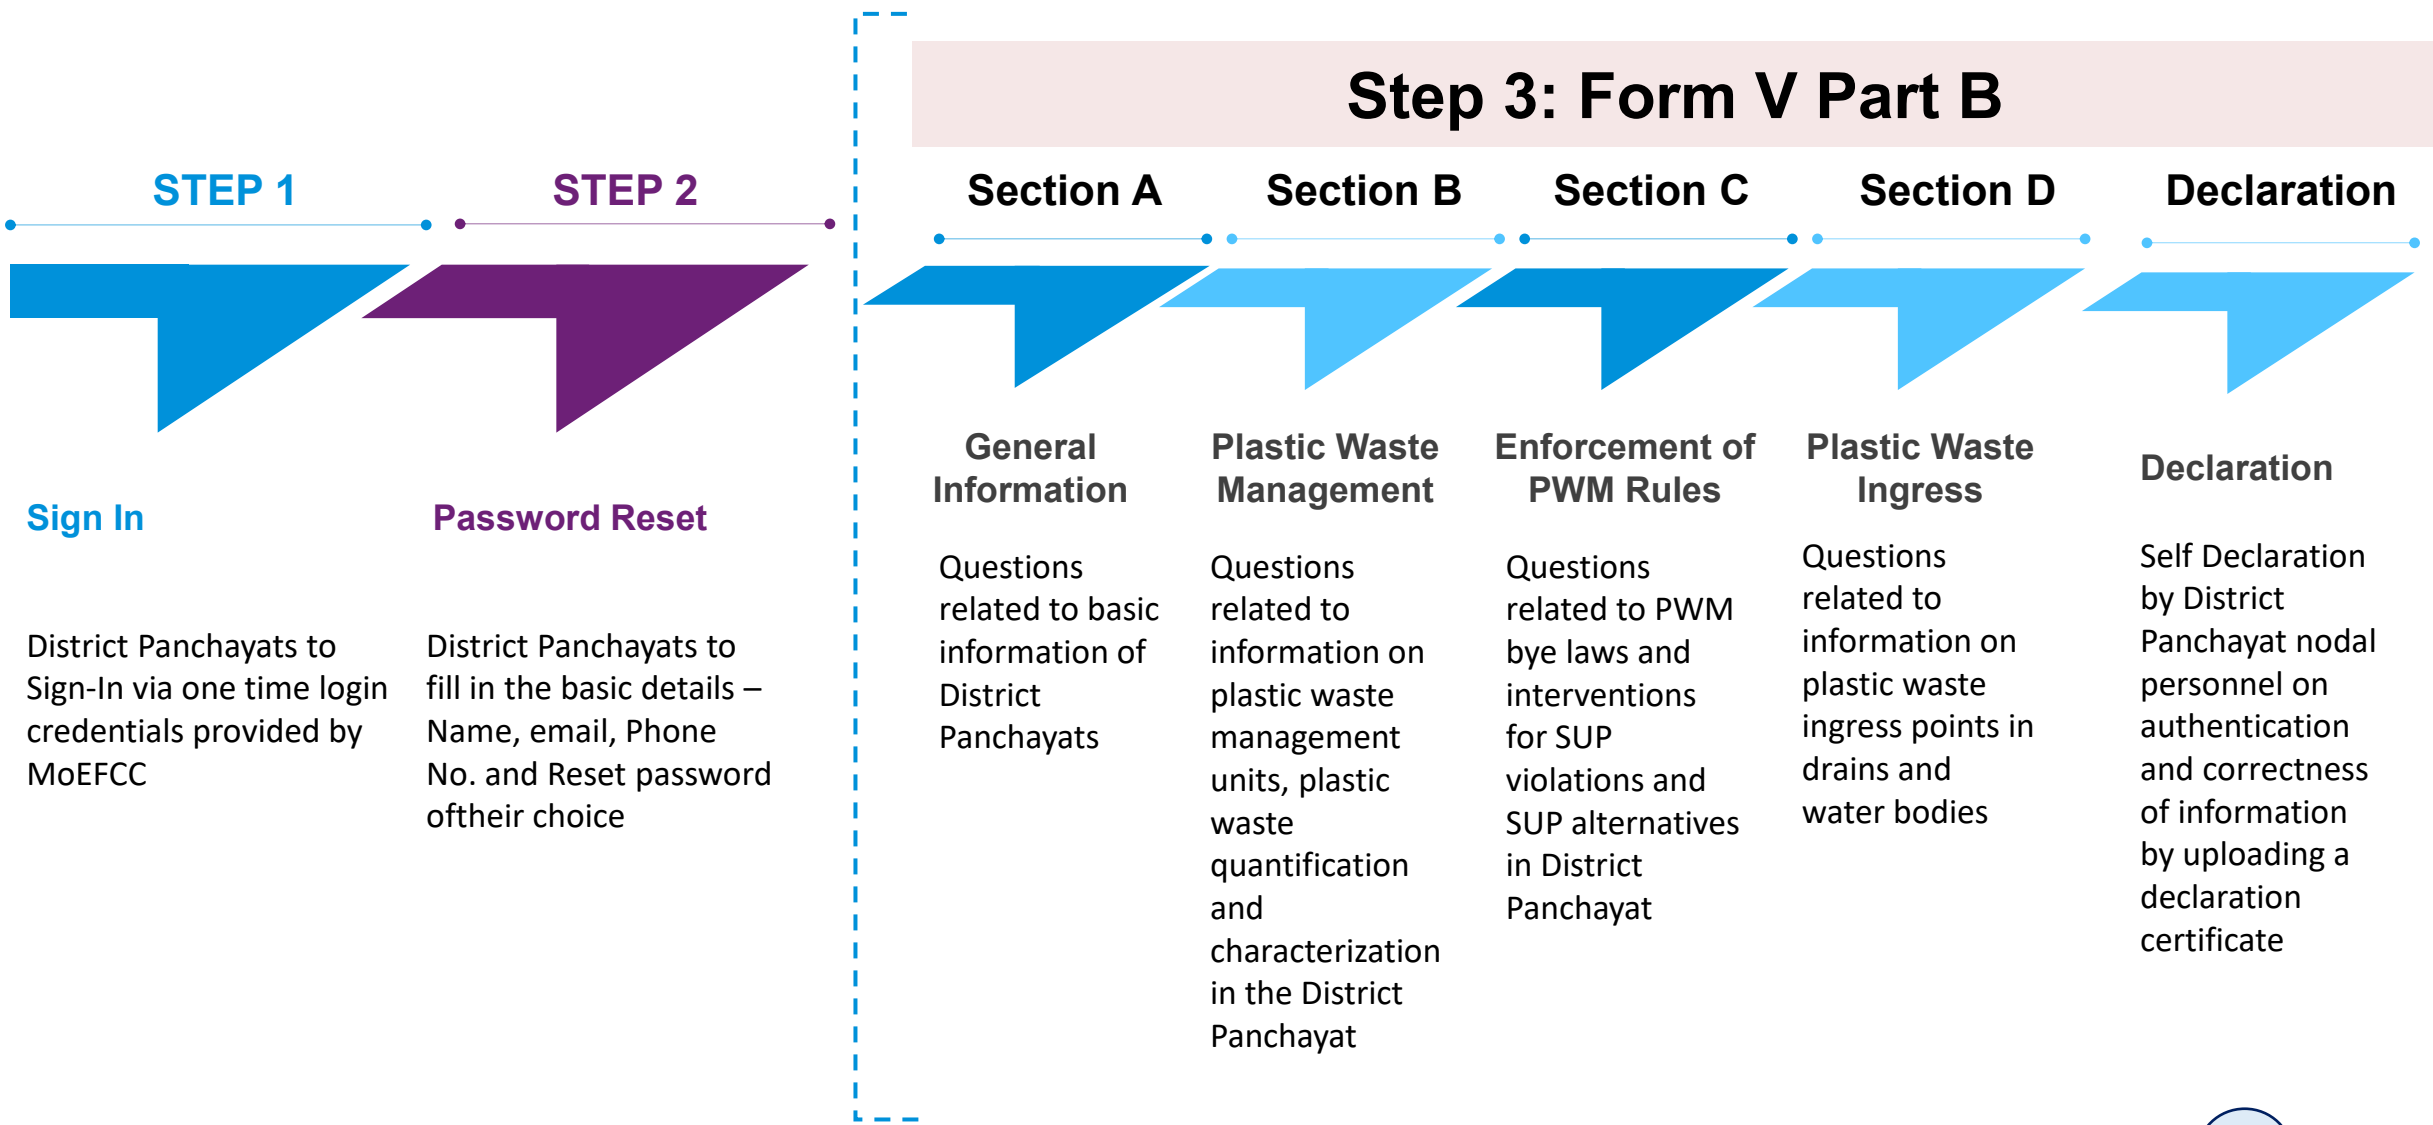 Step 3: Form V Part B
STEP 1
Sign In
District Panchayats to
Sign-In via one time login
credentials provided by
MoEFCC
STEP 2
Password Reset
District Panchayats to
fill in the basic details –
Name, email, Phone
No. and Reset password
oftheir choice
Section A
General
Information
Questions
related to basic
information of
District
Panchayats
Section B
Plastic Waste
Management
Questions
related to
information on
plastic waste
management
units, plastic
waste
quantification
and
characterization
in the District
Panchayat
Section C
Enforcement of
PWM Rules
Questions
related to PWM
bye laws and
interventions
for SUP
violations and
SUP alternatives
in District
Panchayat
Section D
Plastic Waste
Ingress
Questions
related to
information on
plastic waste
ingress points in
drains and
water bodies
Declaration
Declaration
Self Declaration
by District
Panchayat nodal
personnel on
authentication
and correctness
of information
by uploading a
declaration
certificate